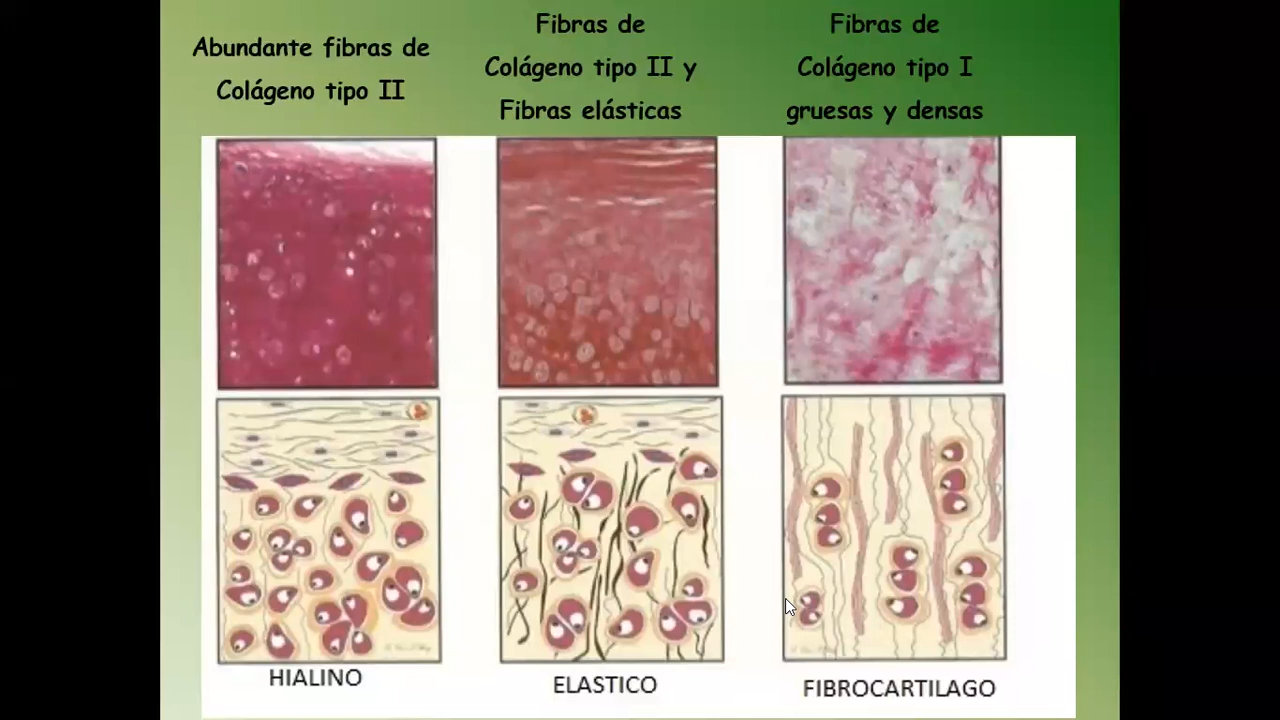 Abundante fibras de
Colágeno tipo II
Fibras de
Colágeno tipo II y
Fibras elásticas
Fibras de
Colágeno tipo I
gruesas y densas
HIALINO
ELASTICO
FIBROCARTILAGO